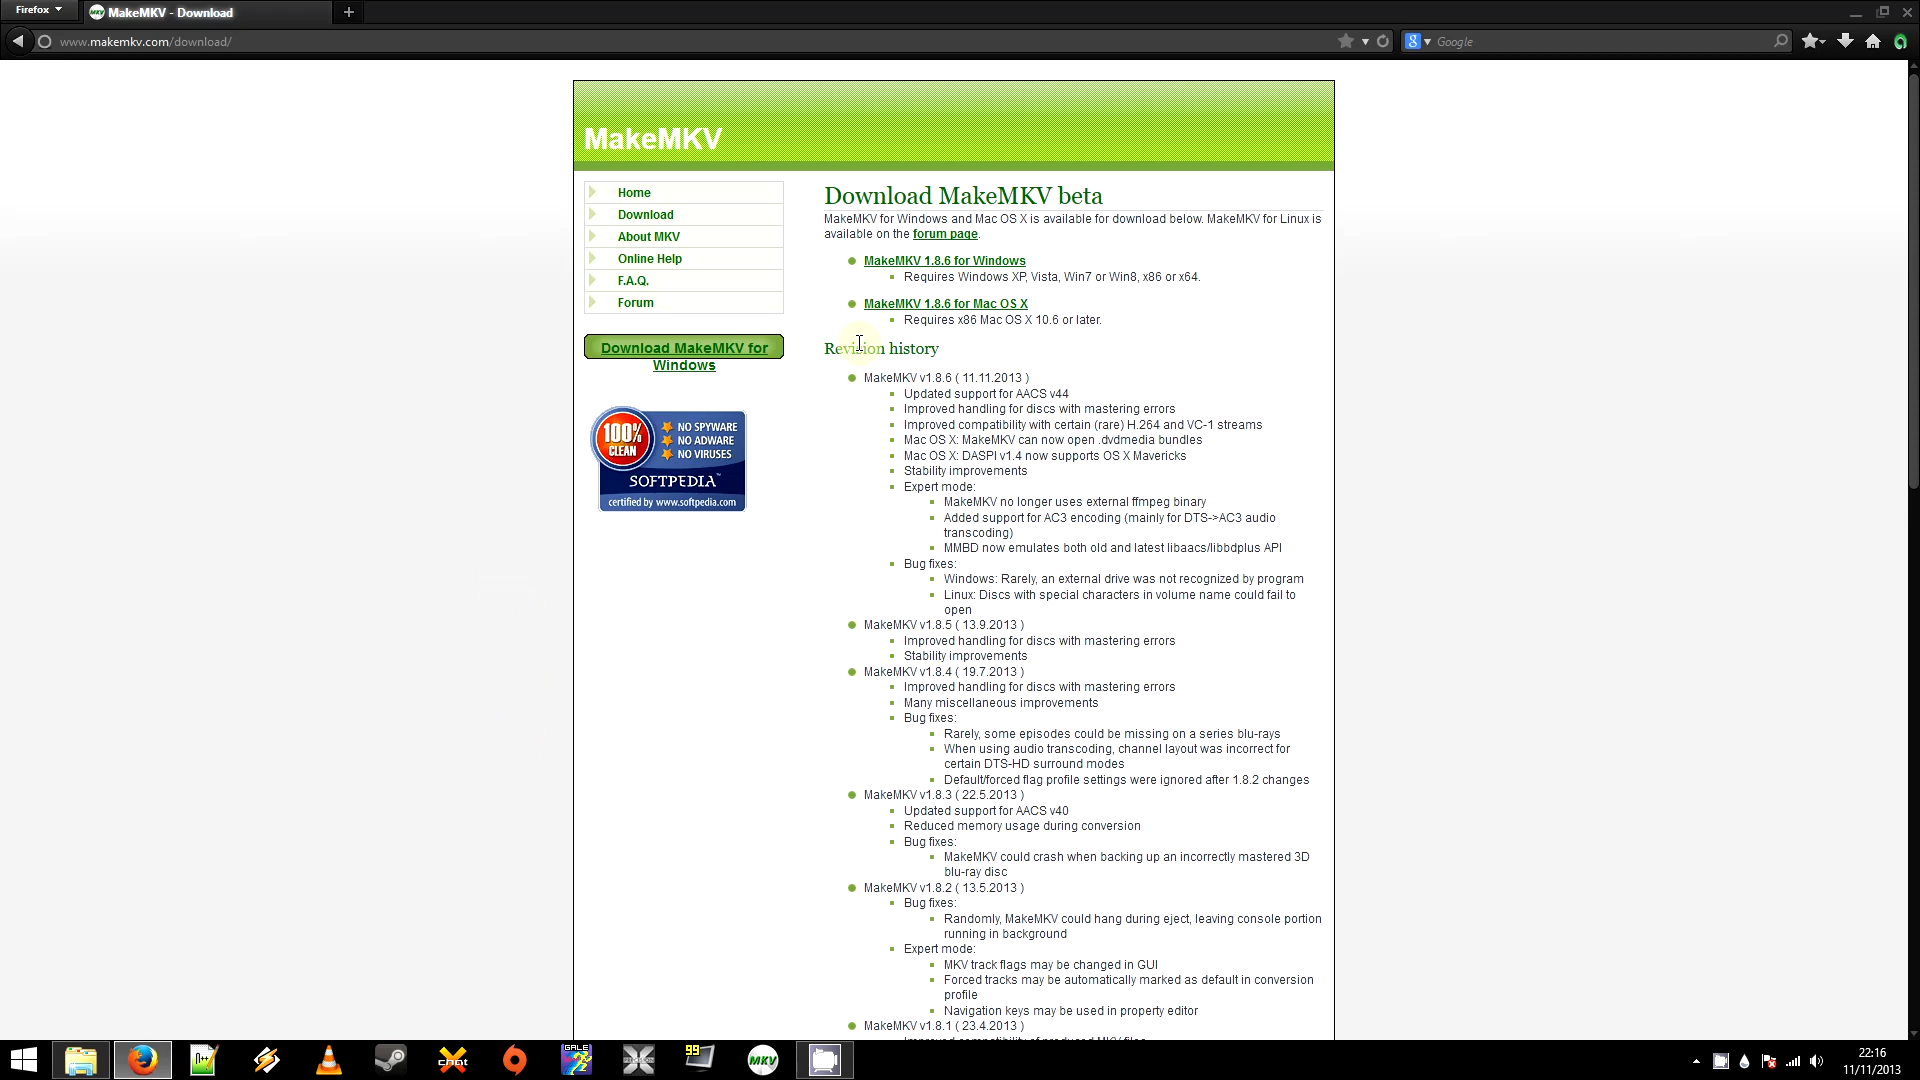 Firefox
MakeMKV - Download
www.makemkv.com/download/
Google
MakeMKV
Home
Download
About MKV
Online Help
F.A.Q.
Forum
Download MakeMKV for
Windows
100%
CLEAN
NO SPYWARE
NO ADWARE
NO VIRUSES
SOFTPEDIA™
certified by www.softpedia.com
Download MakeMKV beta
MakeMKV for Windows and Mac OS X is available for download below. MakeMKV for Linux is
available on the forum page.
MakeMKV 1.8.6 for Windows
Requires Windows XP, Vista, Win7 or Win8, x86 or x64.
MakeMKV 1.8.6 for Mac OS X
Requires x86 Mac OS X 10.6 or later.
Revision history
MakeMKV v1.8.6 ( 11.11.2013 )
Updated support for AACS v44
Improved handling for discs with mastering errors
Improved compatibility with certain (rare) H.264 and VC-1 streams
Mac OS X: MakeMKV can now open .dvdmedia bundles
Mac OS X: DASPI v1.4 now supports OS X Mavericks
Stability improvements
Expert mode:
MakeMKV no longer uses external ffmpeg binary
Added support for AC3 encoding (mainly for DTS->AC3 audio
transcoding)
MMBD now emulates both old and latest libaacs/libbdplus API
Bug fixes:
Windows: Rarely, an external drive was not recognized by program
Linux: Discs with special characters in volume name could fail to
open
MakeMKV v1.8.5 ( 13.9.2013 )
Improved handling for discs with mastering errors
Stability improvements
MakeMKV v1.8.4 ( 19.7.2013 )
Improved handling for discs with mastering errors
Many miscellaneous improvements
Bug fixes:
Rarely, some episodes could be missing on a series blu-rays
When using audio transcoding, channel layout was incorrect for
certain DTS-HD surround modes
Default/forced flag profile settings were ignored after 1.8.2 changes
MakeMKV v1.8.3 ( 22.5.2013 )
Updated support for AACS v40
Reduced memory usage during conversion
Bug fixes:
MakeMKV could crash when backing up an incorrectly mastered 3D
blu-ray disc
MakeMKV v1.8.2 ( 13.5.2013 )
Bug fixes:
Randomly, MakeMKV could hang during eject, leaving console portion
running in background
Expert mode:
MKV track flags may be changed in GUI
Forced tracks may be automatically marked as default in conversion
profile
Navigation keys may be used in property editor
MakeMKV v1.8.1 ( 23.4.2013 )
22:16
11/11/2013